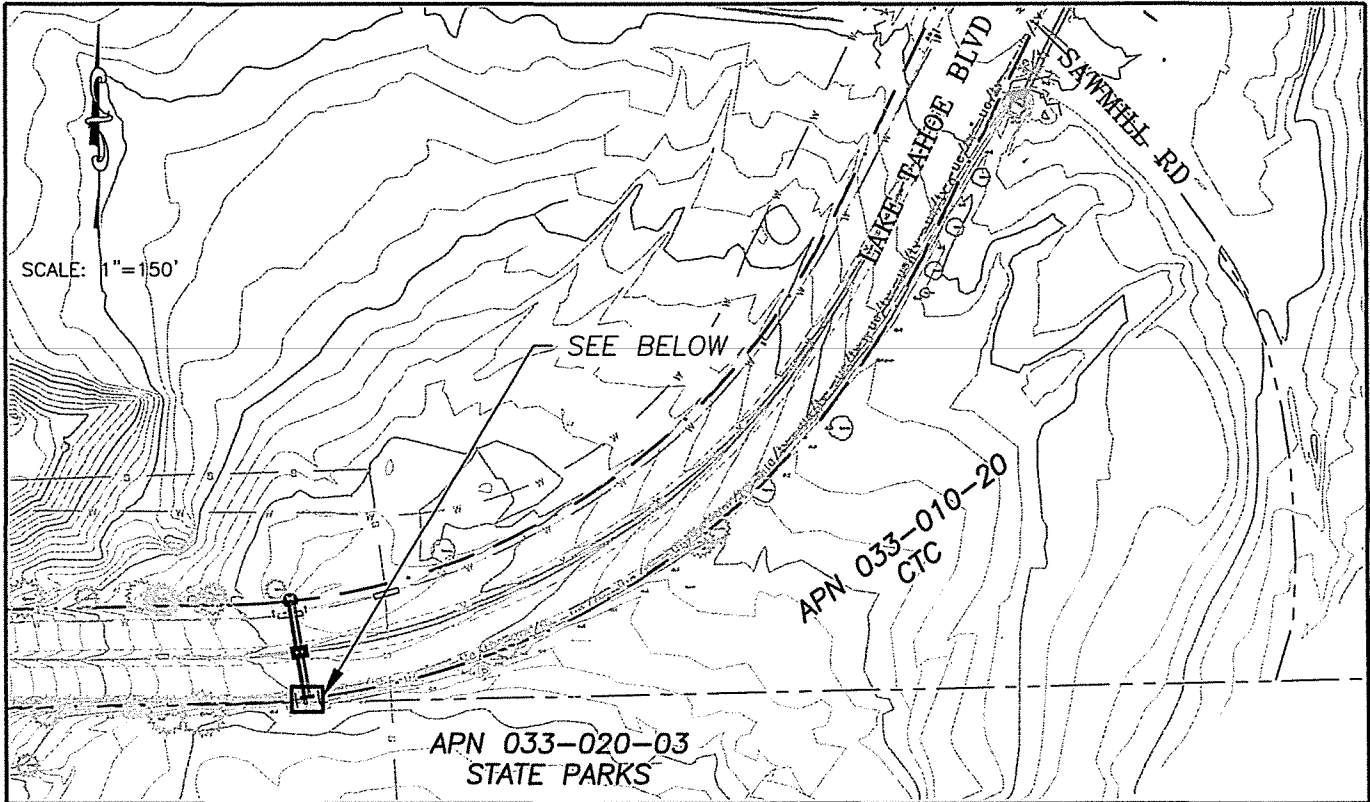 LAKE TAHOE BLVD
SAWMILL RD
SCALE: 1"=150'
SEE BELOW
APN 033-010-20
CTC
APN 033-020-03
STATE PARKS